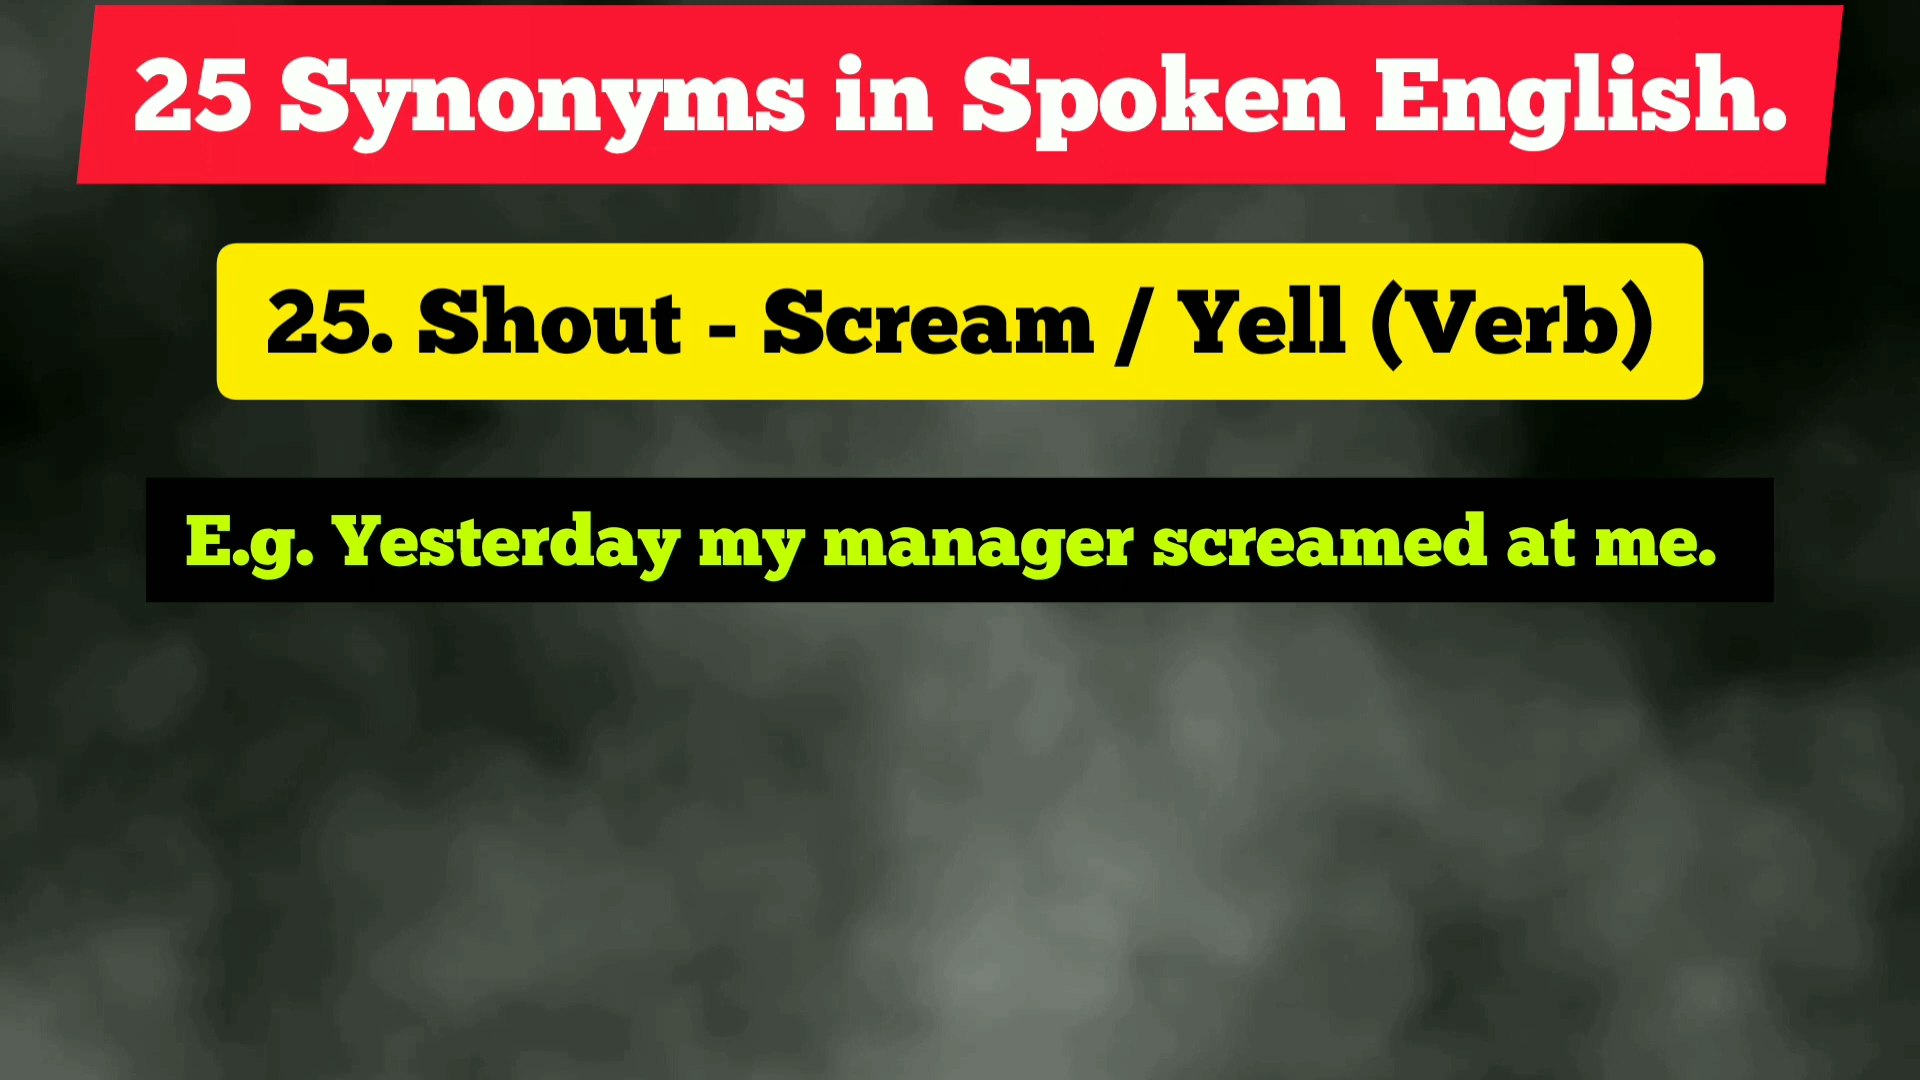 25 Synonyms in Spoken English.
25. Shout - Scream / Yell (Verb)
E.g. Yesterday my manager screamed at me.